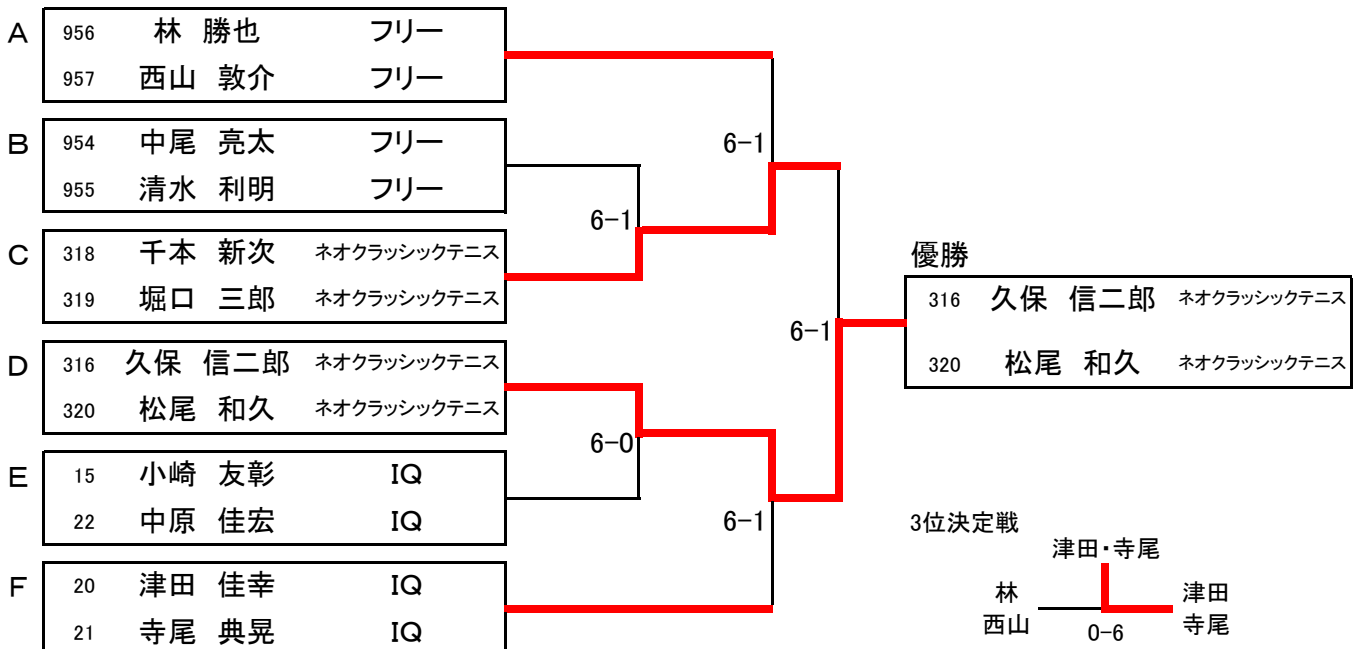 A
956 林 勝也 フリー
957 西山 敦介 フリー
B
954 中尾 亮太 フリー
955 清水 利明 フリー
C
318 千本 新次 ネオクラッシックテニス
319 堀口 三郎 ネオクラッシックテニス
D
316 久保 信二郎 ネオクラッシックテニス
320 松尾 和久 ネオクラッシックテニス
E
15 小崎 友彰 IQ
22 中原 佳宏 IQ
F
20 津田 佳幸 IQ
21 寺尾 典晃 IQ
6-1
6-0
6-1
6-1
6-1
優勝
316 久保 信二郎 ネオクラッシックテニス
320 松尾 和久 ネオクラッシックテニス
3位決定戦
津田・寺尾
林
西山
0-6
津田
寺尾